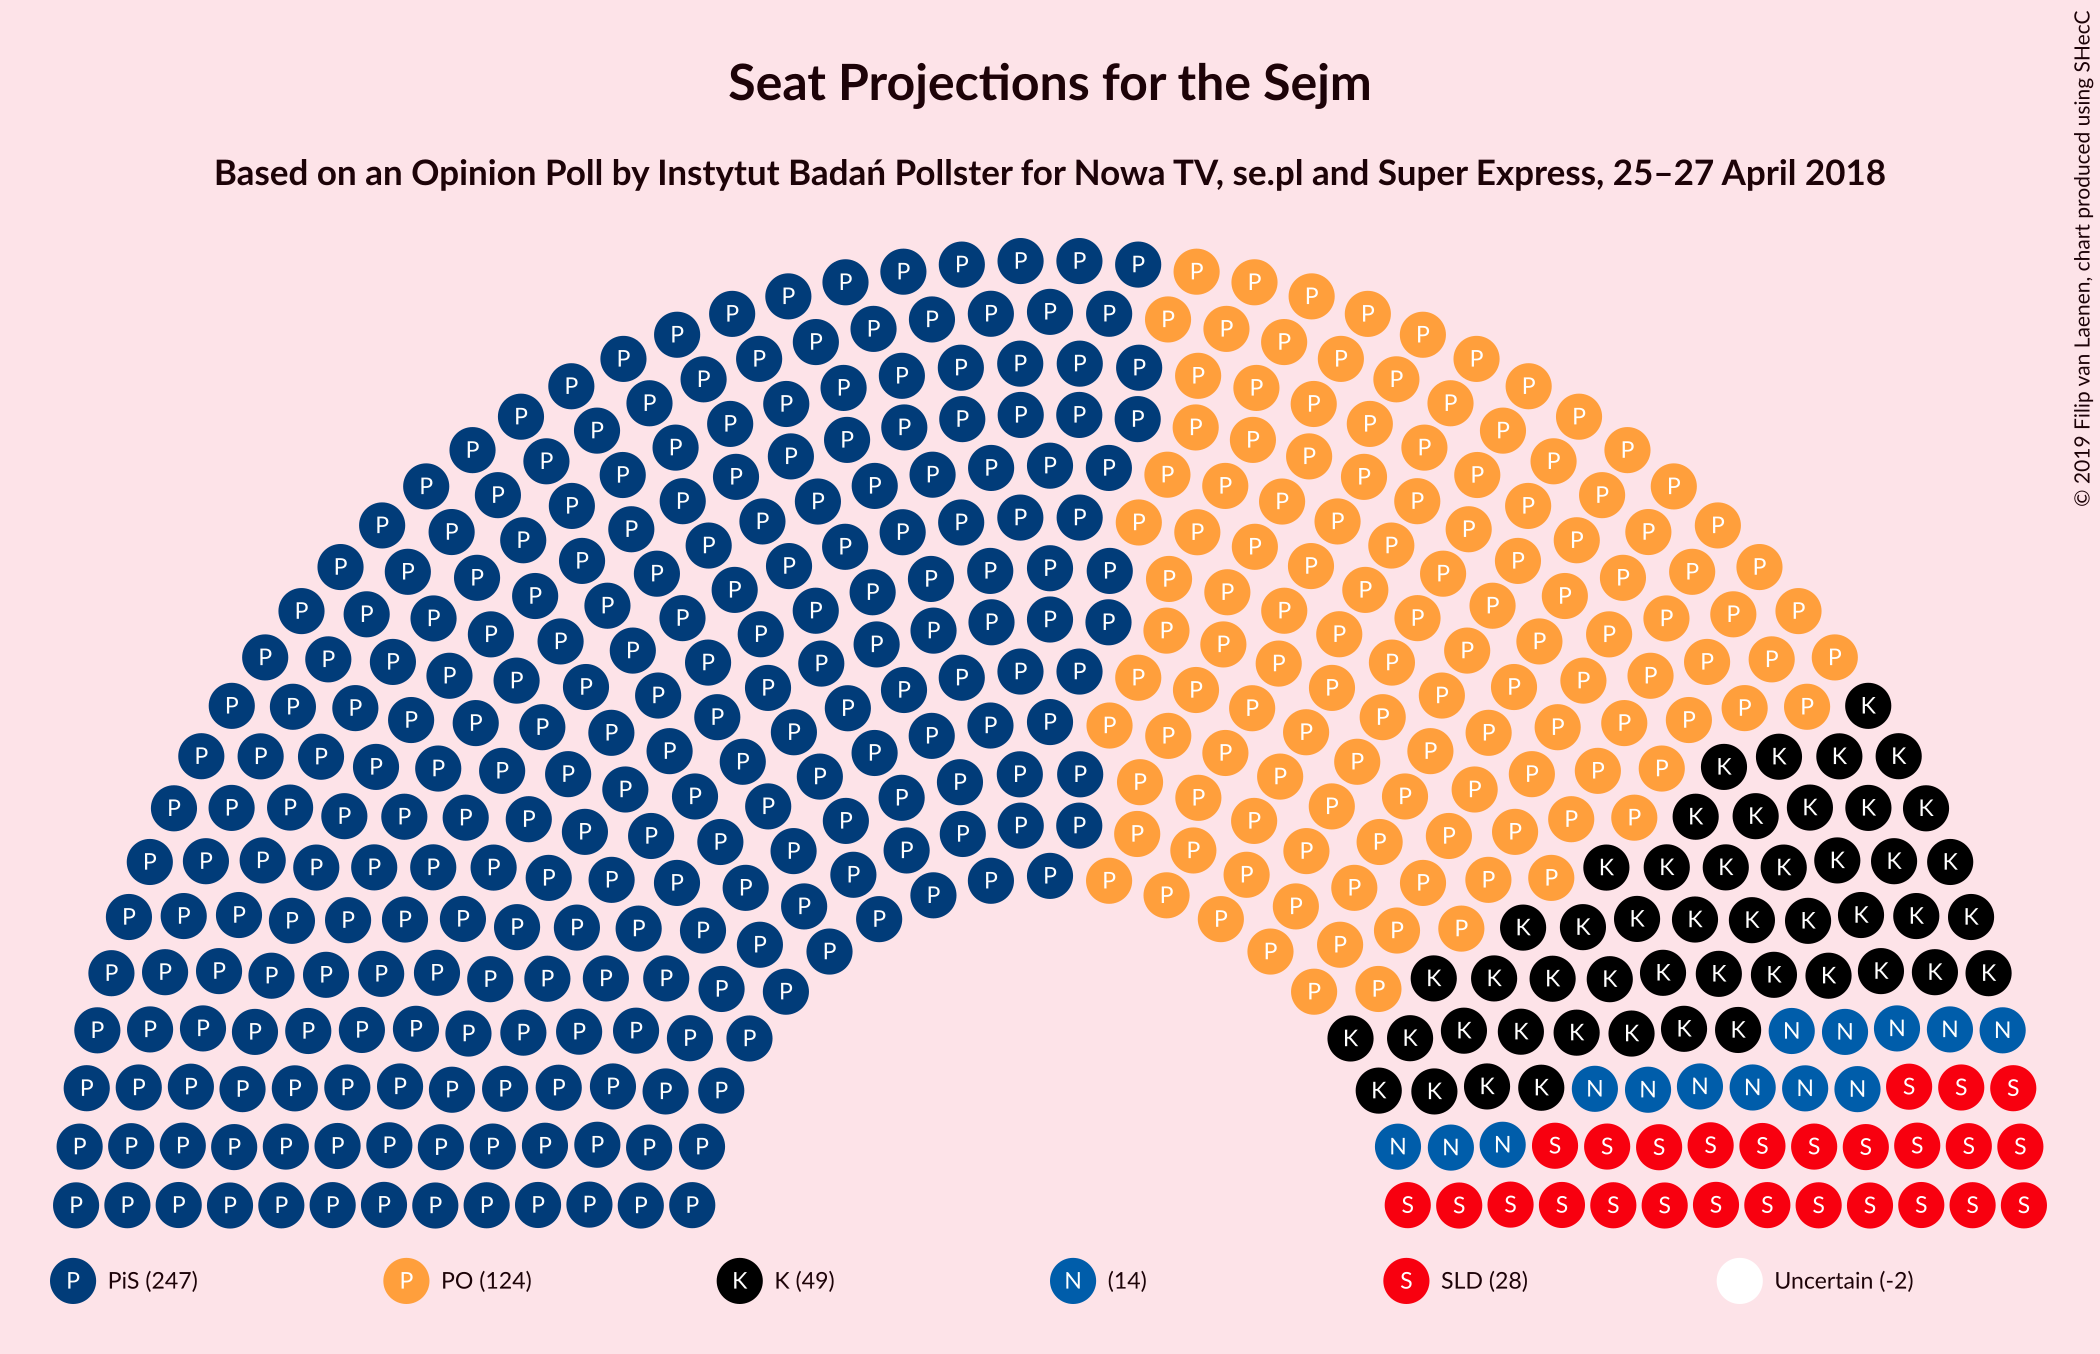 Seat Projections for the Sejm
Based on an Opinion Poll by Instytut Badań Pollster for Nowa TV, se.pl and Super Express, 25–27 April 2018
© 2019 Filip van Laenen, chart produced using SHecC
P PiS (247) P PO (124) K K (49) N (14) S SLD (28) Uncertain (-2)